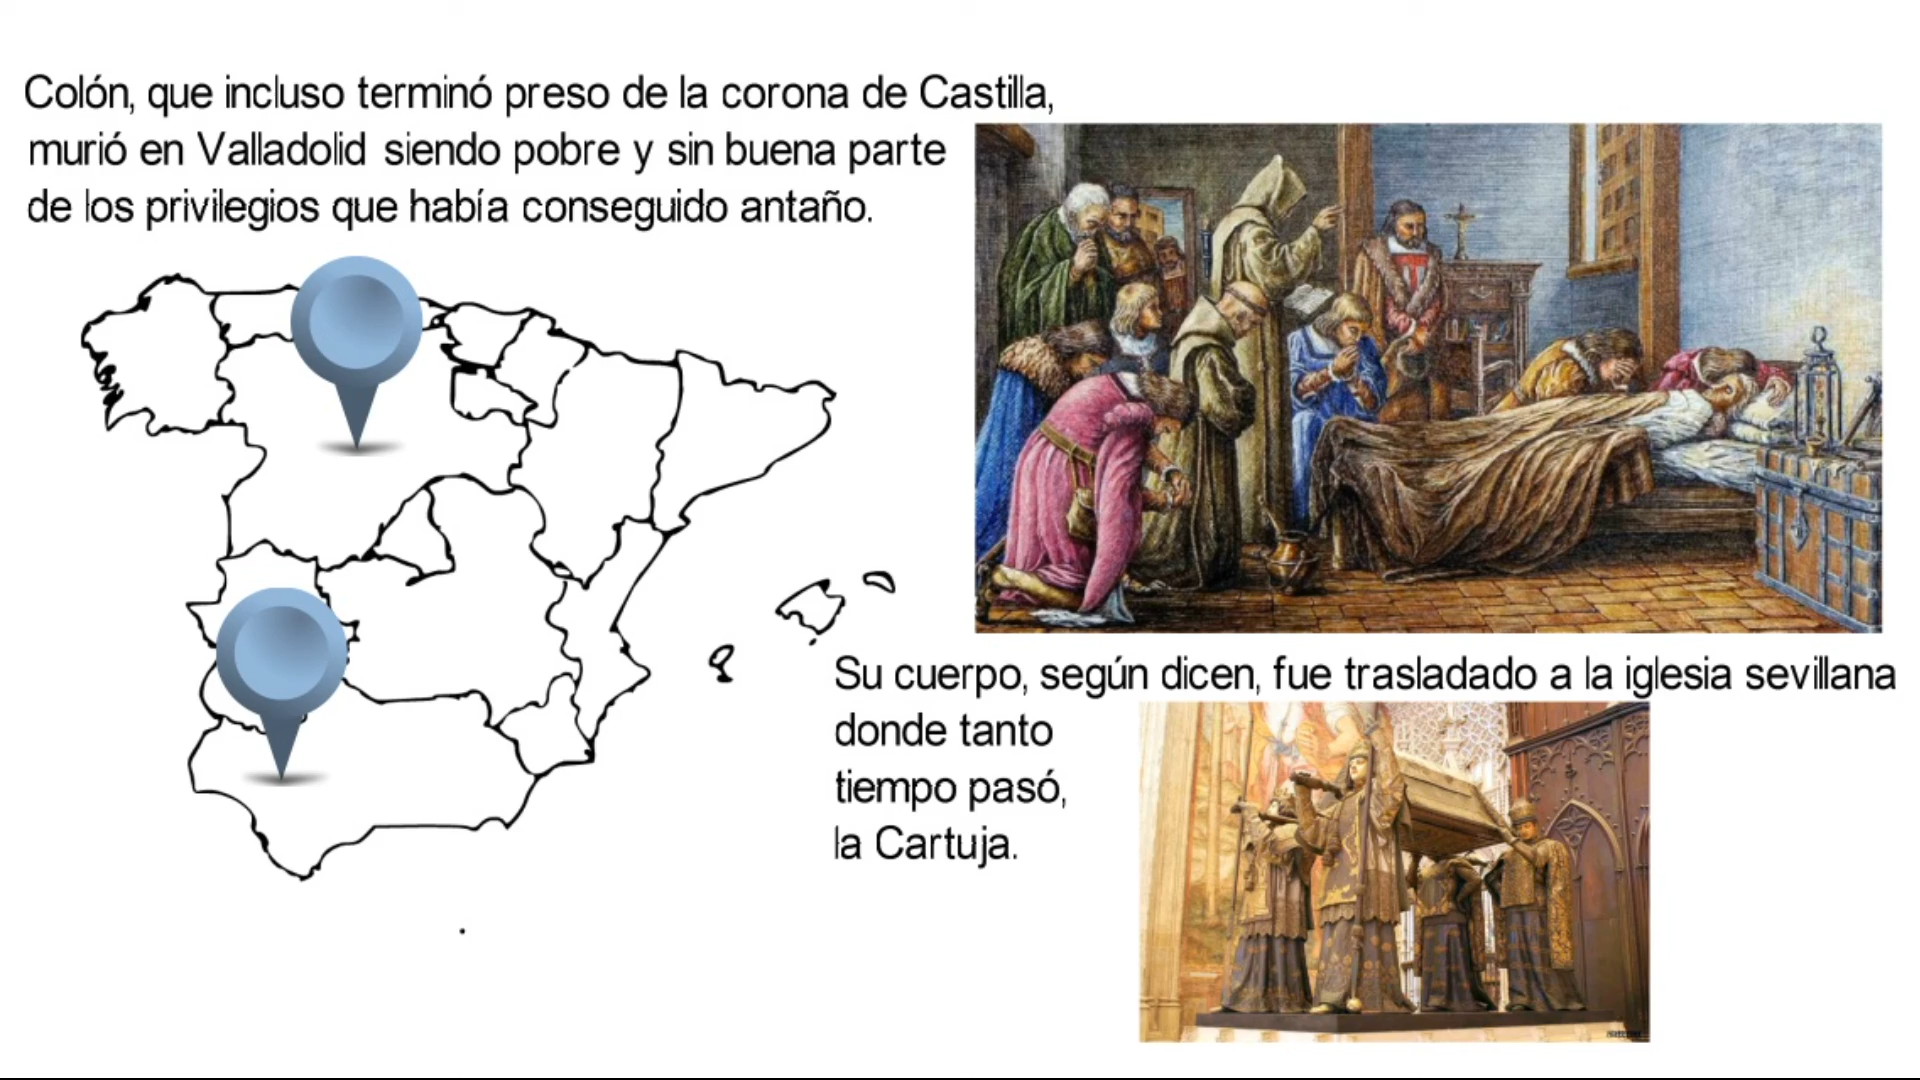 Colón, que incluso terminó preso de la corona de Castilla,
murió en Valladolid siendo pobre y sin buena parte
de los privilegios que había conseguido antaño.
Su cuerpo, según dicen, fue trasladado a la iglesia sevillana
donde tanto
tiempo pasó,
la Cartuja.